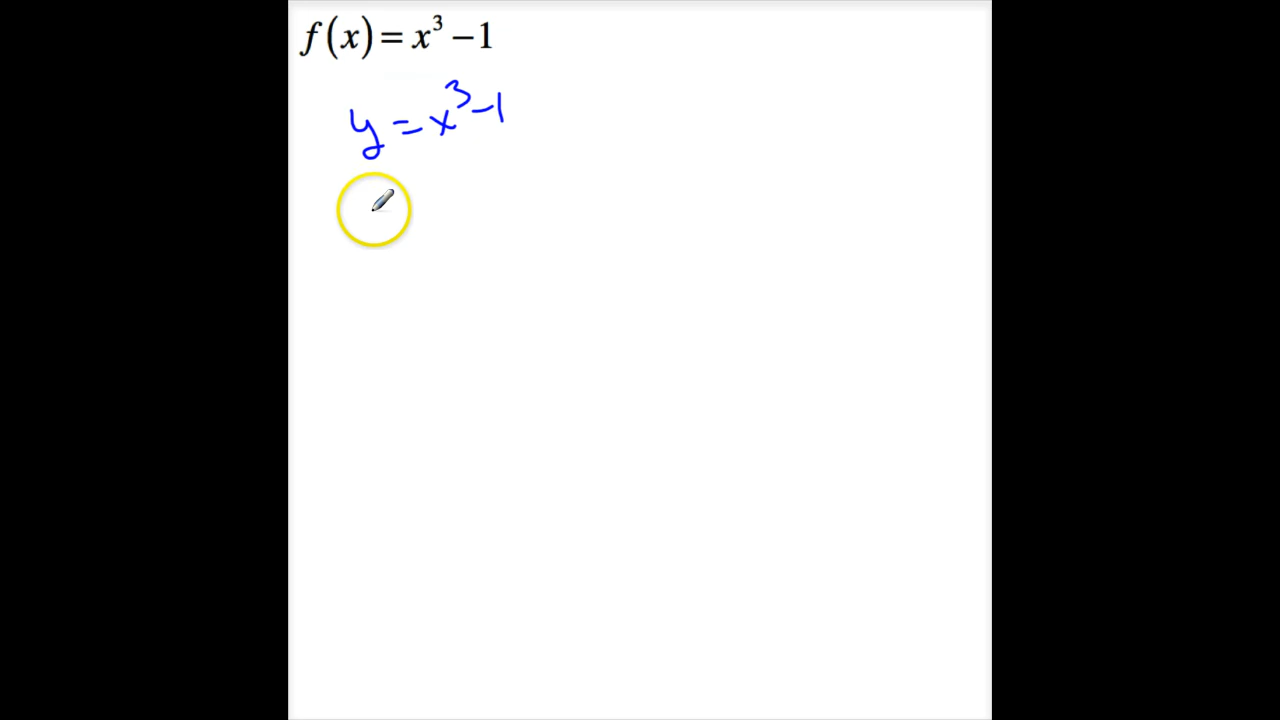 f(x) = x³ − 1
y = x³ − 1